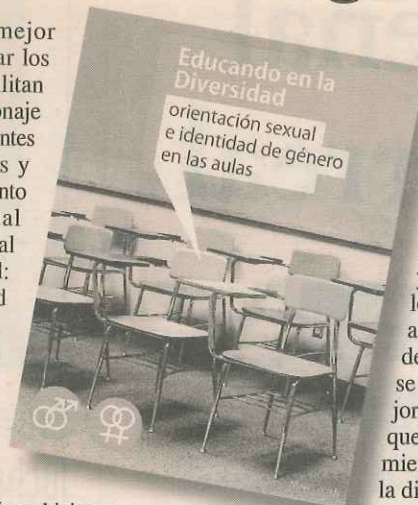 mejor
ar los
litan
onaje
ntes
s y
nto
al
al
l:
d
Educando en la
Diversidad
orientación sexual
e identidad de género
en las aulas
l
a
de
se
jor
que
mie
la di